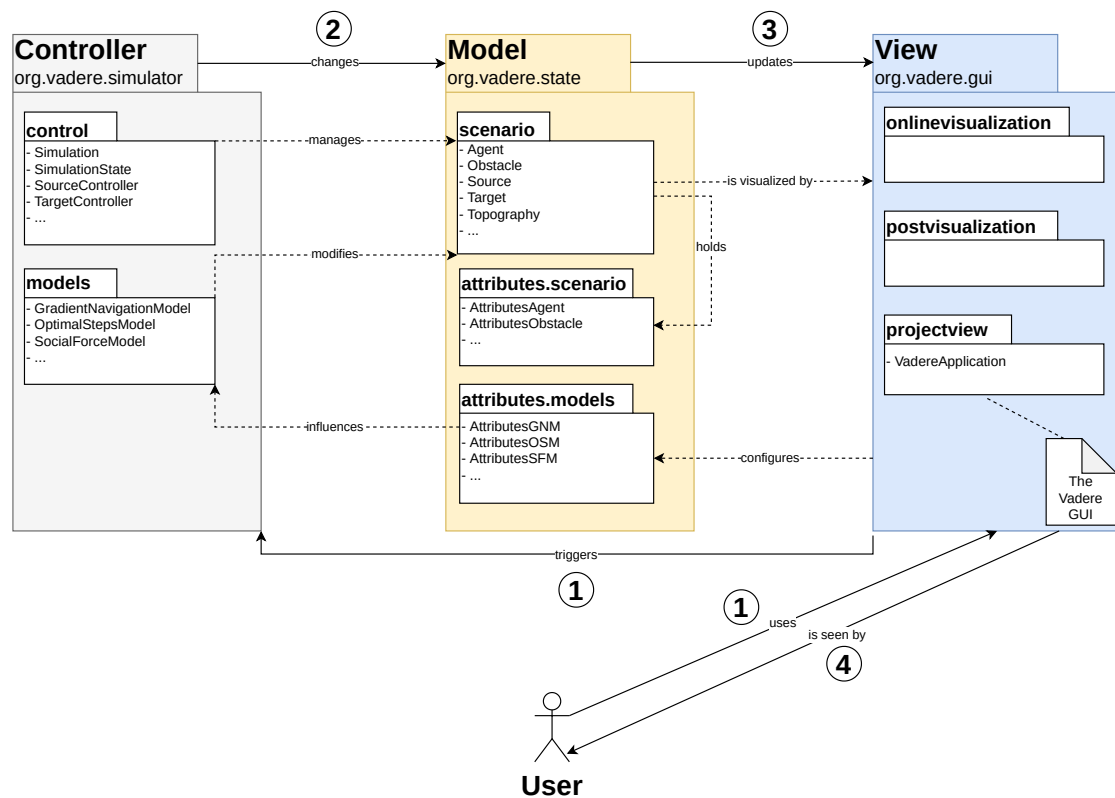 2
3
Controller
org.vadere.simulator
changes
Model
org.vadere.state
updates
View
org.vadere.gui
control
- Simulation
- SimulationState
- SourceController
- TargetController
- ...
manages
scenario
- Agent
- Obstacle
- Source
- Target
- Topography
- ...
is visualized by
holds
onlinevisualization
postvisualization
modifies
models
- GradientNavigationModel
- OptimalStepsModel
- SocialForceModel
- ...
attributes.scenario
- AttributesAgent
- AttributesObstacle
- ...
projectview
- VadereApplication
influences
attributes.models
- AttributesGNM
- AttributesOSM
- AttributesSFM
- ...
configures
The
Vadere
GUI
triggers
1
1
uses
is seen by
4
User